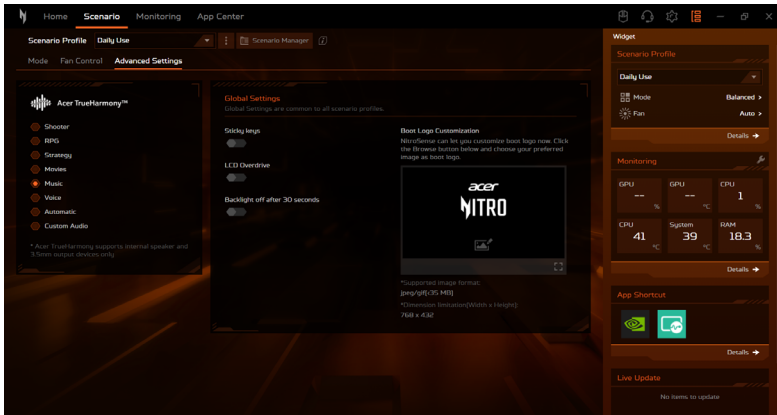 Home Scenario Monitoring App Center
Scenario Profile Daily Use Scenario Manager
Mode Fan Control Advanced Settings
Acer TrueHarmony™
Shooter
RPG
Strategy
Movies
Music
Voice
Automatic
Custom Audio
* Acer TrueHarmony supports internal speaker and
3.5mm output devices only
Global Settings
Global Settings are common to all scenario profiles.
Sticky keys
LCD Overdrive
Backlight off after 30 seconds
Boot Logo Customization
NitroSense can let you customize boot logo now. Click
the Browse button below and choose your preferred
image as boot logo.
acer
NITRO
*Supported image format:
jpeg/gif(<35 MB)
*Dimension limitation(Width x Height):
768 x 432
Widget
Scenario Profile
Daily Use
Mode Balanced >
Fan Auto >
Details →
Monitoring
GPU GPU CPU
-- -- 1
% °C %
CPU System RAM
41 39 18.3
°C °C %
Details →
App Shortcut
Details →
Live Update
No items to update